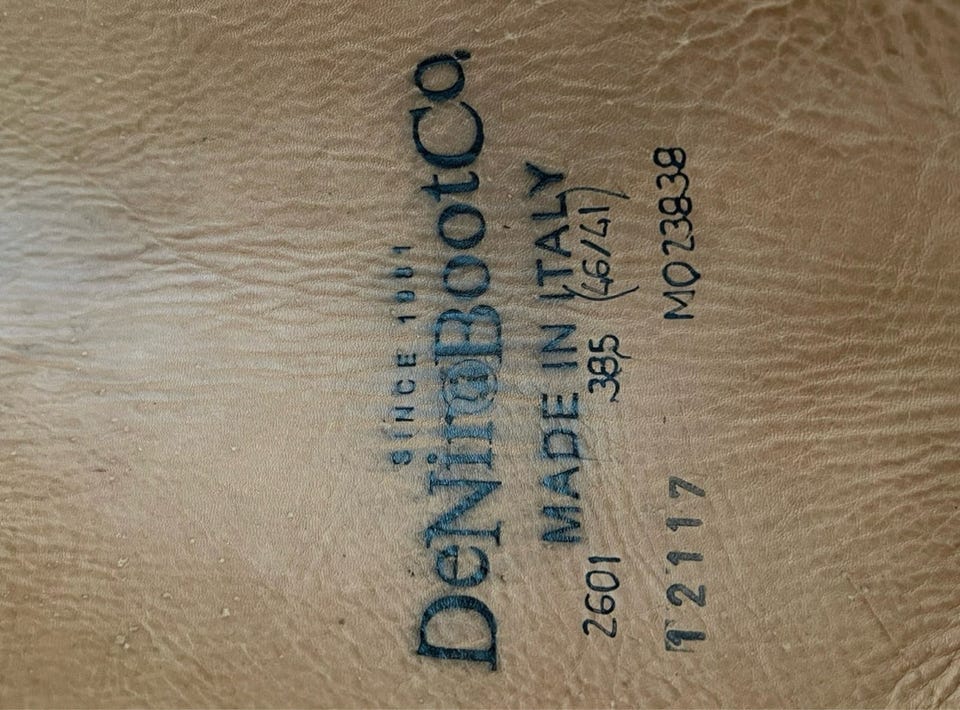 SINCE 1981
DeNiroBootCo.
MADE IN ITALY
2601 .385 (46/41)
T2117 MO23838